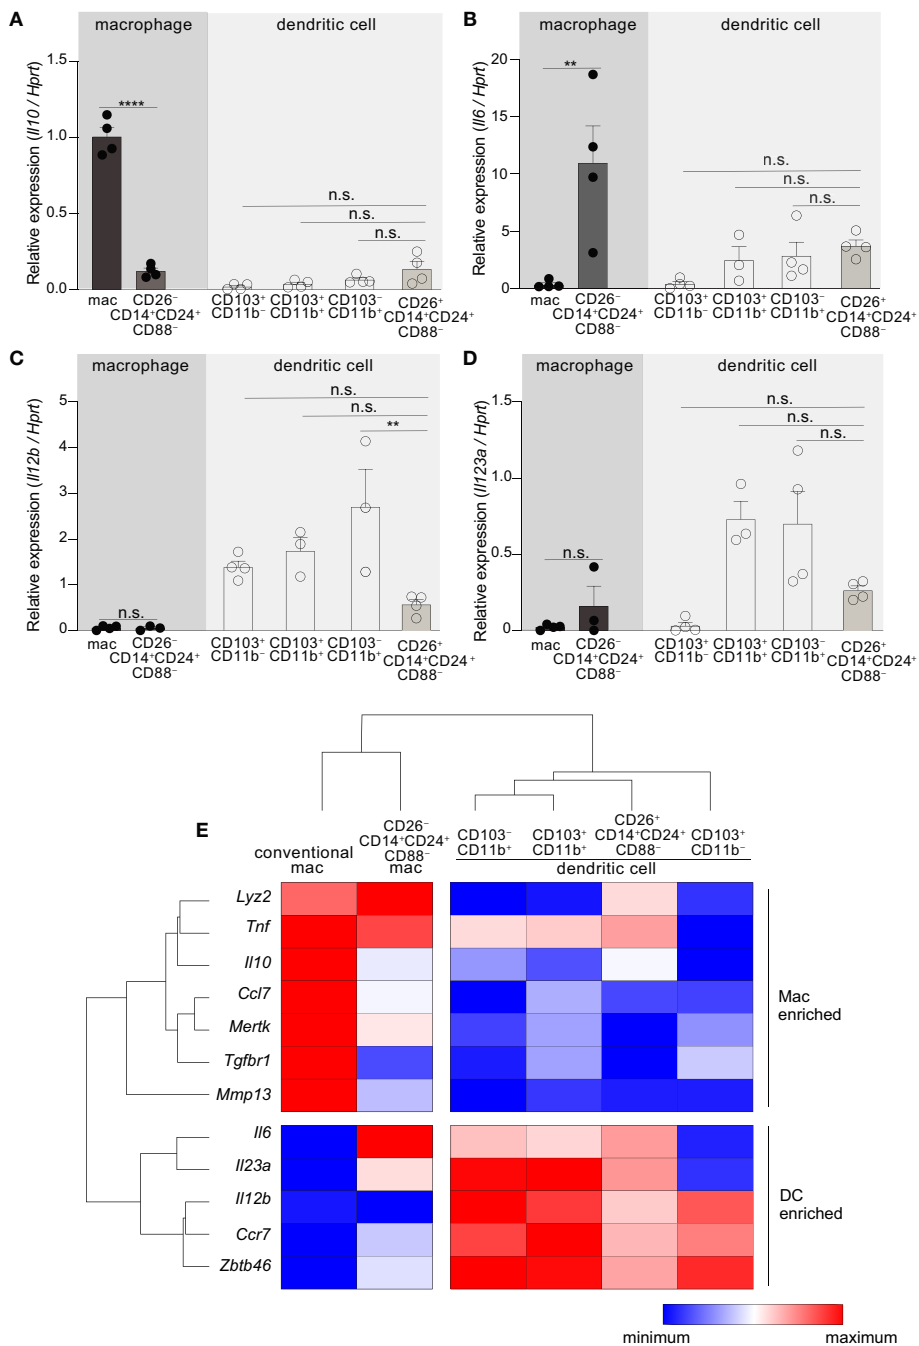 A
macrophage
dendritic cell
Relative expression (Il10 / Hprt)
1.5
1.0
0.5
0.0
****
n.s.
n.s.
n.s.
mac
CD26⁻
CD14⁺CD24⁺
CD88⁻
CD103⁺
CD11b⁻
CD103⁺
CD11b⁺
CD103⁻
CD11b⁺
CD26⁺
CD14⁺CD24⁺
CD88⁻
B
macrophage
dendritic cell
Relative expression (Il6 / Hprt)
20
15
10
5
0
**
n.s.
n.s.
n.s.
mac
CD26⁻
CD14⁺CD24⁺
CD88⁻
CD103⁺
CD11b⁻
CD103⁺
CD11b⁺
CD103⁻
CD11b⁺
CD26⁺
CD14⁺CD24⁺
CD88⁻
C
macrophage
dendritic cell
Relative expression (Il12b / Hprt)
5
4
3
2
1
0
n.s.
n.s.
n.s.
**
mac
CD26⁻
CD14⁺CD24⁺
CD88⁻
CD103⁺
CD11b⁻
CD103⁺
CD11b⁺
CD103⁻
CD11b⁺
CD26⁺
CD14⁺CD24⁺
CD88⁻
D
macrophage
dendritic cell
Relative expression (Il123a / Hprt)
1.5
1.0
0.5
0
n.s.
n.s.
n.s.
n.s.
mac
CD26⁻
CD14⁺CD24⁺
CD88⁻
CD103⁺
CD11b⁻
CD103⁺
CD11b⁺
CD103⁻
CD11b⁺
CD26⁺
CD14⁺CD24⁺
CD88⁻
E
conventional
mac
CD26⁻
CD14⁺CD24⁺
CD88⁻
mac
CD103⁻
CD11b⁺
CD103⁺
CD11b⁺
CD26⁺
CD14⁺CD24⁺
CD88⁻
CD103⁺
CD11b⁻
dendritic cell
Lyz2
Tnf
Il10
Ccl7
Mertk
Tgfbr1
Mmp13
Mac
enriched
Il6
Il23a
Il12b
Ccr7
Zbtb46
DC
enriched
minimum
maximum